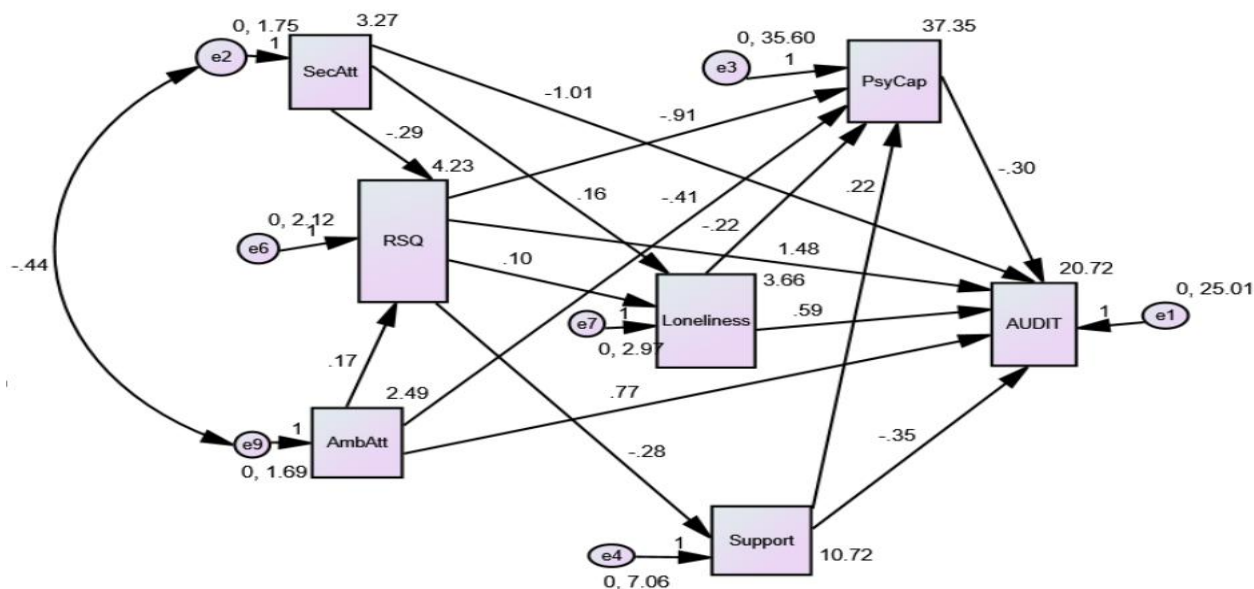 0, 1.75
3.27
e2
1
SecAtt
0, 35.60
37.35
e3
1
PsyCap
-1.01
-.91
-.29
4.23
.16
-.41
.22
-.30
0, 2.12
e6
1
RSQ
-.22
1.48
20.72
-.44
.10
3.66
0, 25.01
e7
1
Loneliness
.59
AUDIT
1
e1
0, 2.97
.17
2.49
.77
e9
1
AmbAtt
-.35
0, 1.69
-.28
e4
1
Support
10.72
0, 7.06